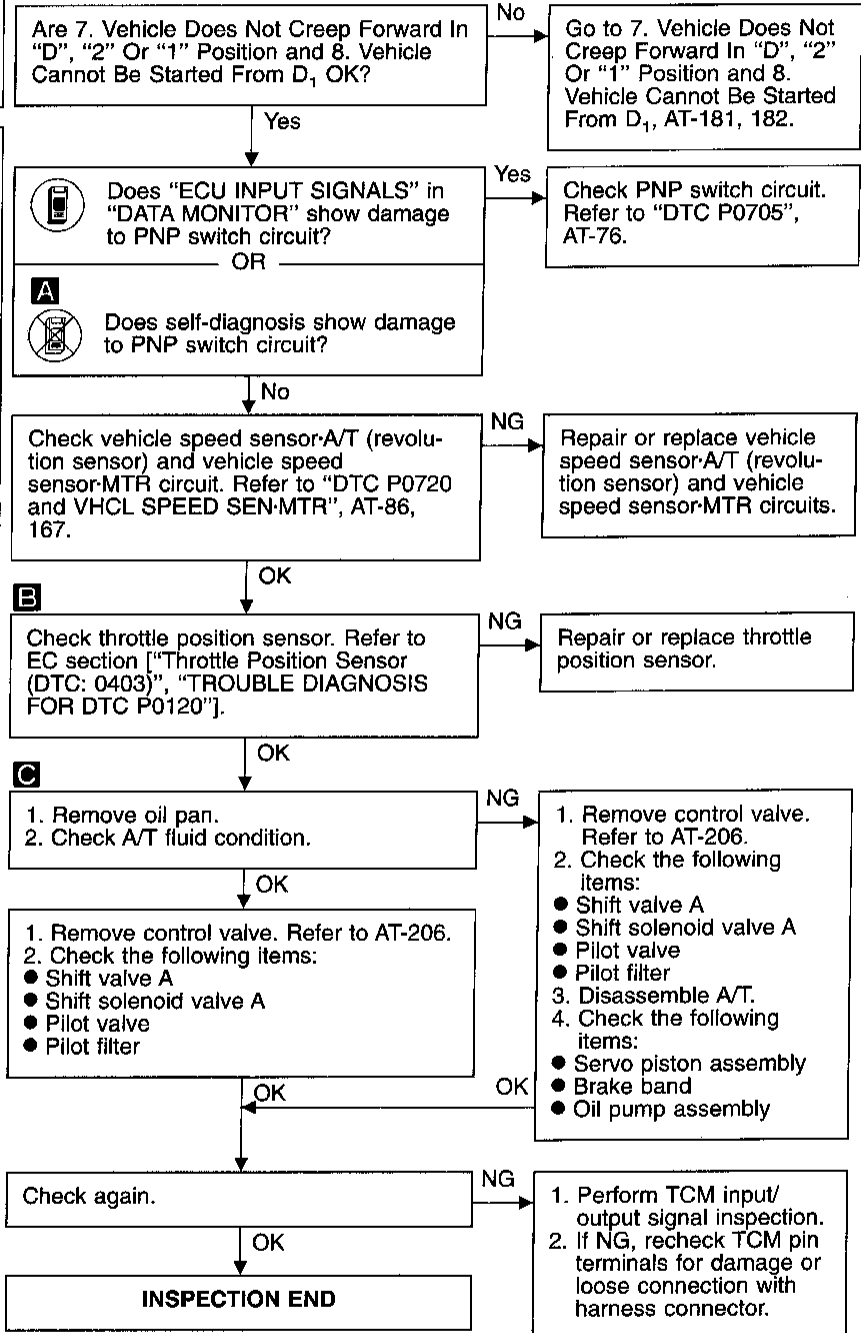 Are 7. Vehicle Does Not Creep Forward In
“D”, “2” Or “1” Position and 8. Vehicle
Cannot Be Started From D1 OK?
No
Go to 7. Vehicle Does Not
Creep Forward In “D”, “2”
Or “1” Position and 8.
Vehicle Cannot Be Started
From D1, AT-181, 182.
Yes
Does “ECU INPUT SIGNALS” in
“DATA MONITOR” show damage
to PNP switch circuit?
OR
A
Does self-diagnosis show damage
to PNP switch circuit?
Yes
Check PNP switch circuit.
Refer to “DTC P0705”,
AT-76.
No
Check vehicle speed sensor·A/T (revolu-
tion sensor) and vehicle speed
sensor·MTR circuit. Refer to “DTC P0720
and VHCL SPEED SEN·MTR”, AT-86,
167.
NG
Repair or replace vehicle
speed sensor·A/T (revolu-
tion sensor) and vehicle
speed sensor·MTR circuits.
OK
B
Check throttle position sensor. Refer to
EC section [“Throttle Position Sensor
(DTC: 0403)”, “TROUBLE DIAGNOSIS
FOR DTC P0120”].
NG
Repair or replace throttle
position sensor.
OK
C
1. Remove oil pan.
2. Check A/T fluid condition.
NG
1. Remove control valve.
Refer to AT-206.
2. Check the following
items:
● Shift valve A
● Shift solenoid valve A
● Pilot valve
● Pilot filter
3. Disassemble A/T.
4. Check the following
items:
● Servo piston assembly
● Brake band
● Oil pump assembly
OK
1. Remove control valve. Refer to AT-206.
2. Check the following items:
● Shift valve A
● Shift solenoid valve A
● Pilot valve
● Pilot filter
OK
OK
Check again.
NG
1. Perform TCM input/
output signal inspection.
2. If NG, recheck TCM pin
terminals for damage or
loose connection with
harness connector.
OK
INSPECTION END